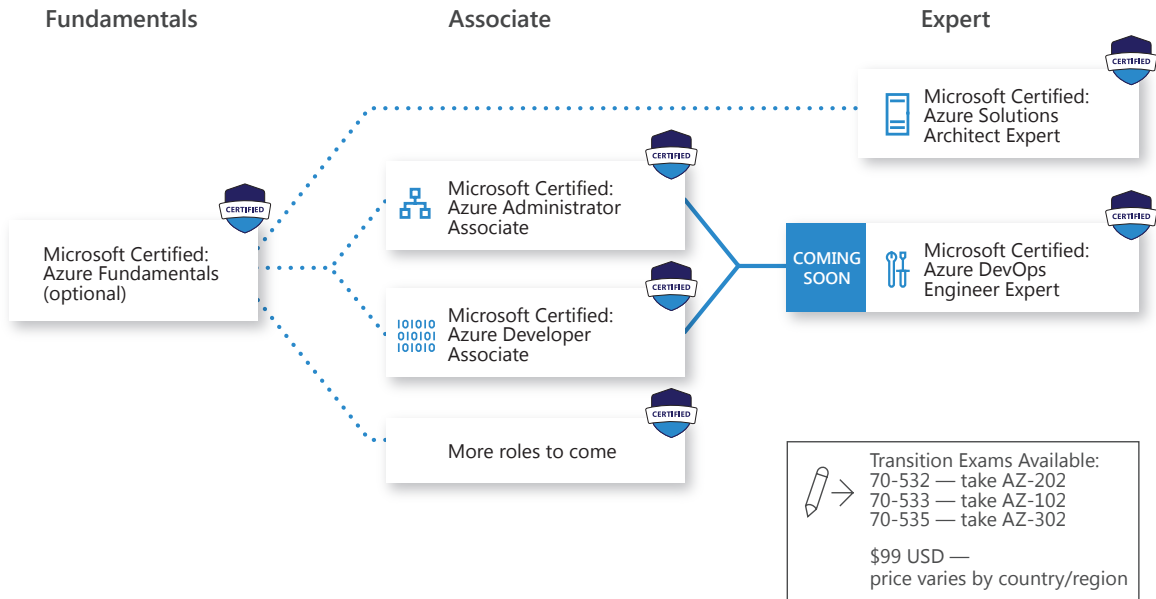 Fundamentals
Associate
Expert
CERTIFIED
Microsoft Certified:
Azure Solutions
Architect Expert
CERTIFIED
Microsoft Certified:
Azure Administrator
Associate
CERTIFIED
Microsoft Certified:
Azure Fundamentals
(optional)
CERTIFIED
COMING
SOON
Microsoft Certified:
Azure DevOps
Engineer Expert
CERTIFIED
101010
010101
101010
Microsoft Certified:
Azure Developer
Associate
CERTIFIED
More roles to come
Transition Exams Available:
70-532 — take AZ-202
70-533 — take AZ-102
70-535 — take AZ-302
$99 USD —
price varies by country/region